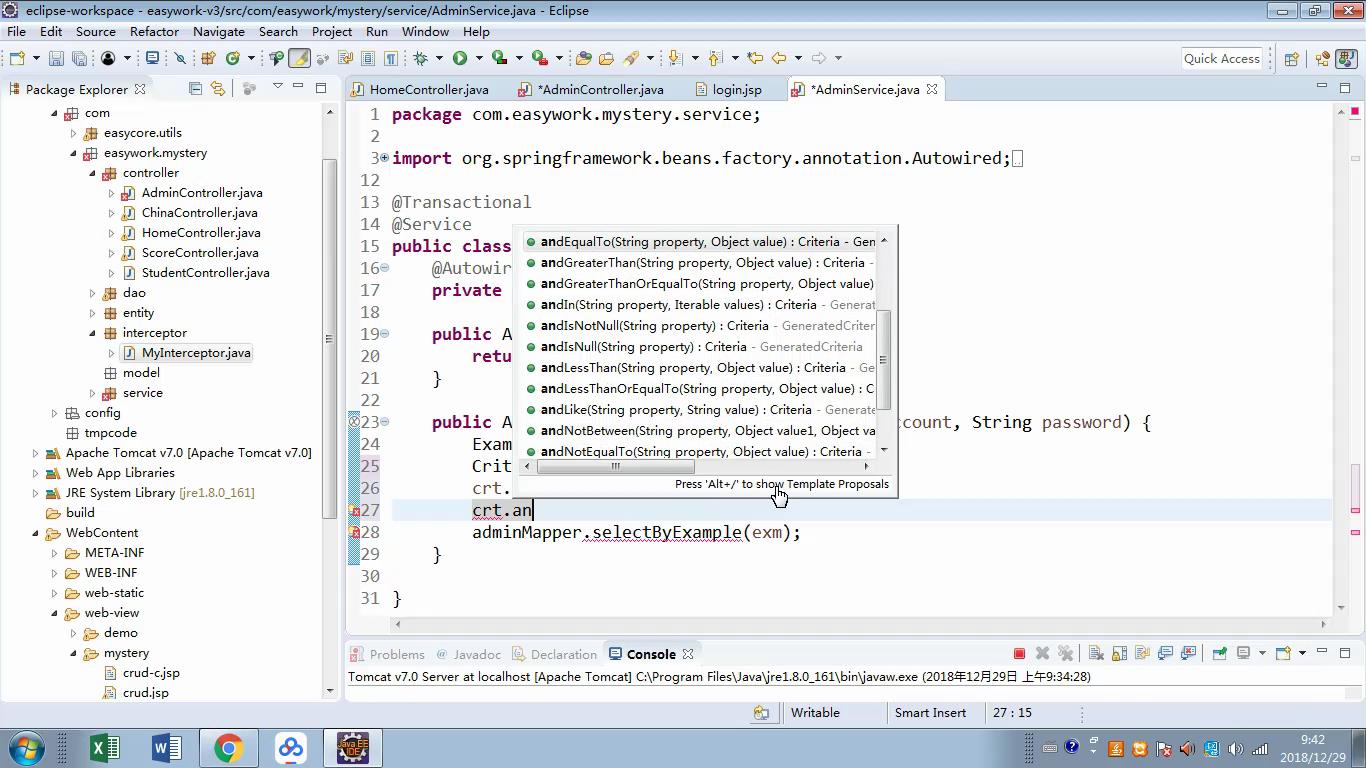 eclipse-workspace - easywork-v3/src/com/easywork/mystery/service/AdminService.java - Eclipse
File Edit Source Refactor Navigate Search Project Run Window Help
Quick Access
Package Explorer
HomeController.java
*AdminController.java
login.jsp
*AdminService.java
com
easycore.utils
easywork.mystery
controller
AdminController.java
ChinaController.java
HomeController.java
ScoreController.java
StudentController.java
dao
entity
interceptor
MyInterceptor.java
model
service
config
tmpcode
Apache Tomcat v7.0 [Apache Tomcat v7.0]
Web App Libraries
JRE System Library [jre1.8.0_161]
build
WebContent
META-INF
WEB-INF
web-static
web-view
demo
mystery
crud-c.jsp
crud.jsp
1 package com.easywork.mystery.service;
2
3 import org.springframework.beans.factory.annotation.Autowired;
12
13 @Transactional
14 @Service
15 public class
16 @Autowir
17 private
18
19 public A
20 retu
21 }
22
23 public A ccount, String password) {
24 Exam
25 Crit
26 crt.
27 crt.an
28 adminMapper.selectByExample(exm);
29 }
30
31 }
andEqualTo(String property, Object value) : Criteria - Gen
andGreaterThan(String property, Object value) : Criteria -
andGreaterThanOrEqualTo(String property, Object value)
andIn(String property, Iterable values) : Criteria - Generated
andIsNotNull(String property) : Criteria - GeneratedCriter
andIsNull(String property) : Criteria - GeneratedCriteria
andLessThan(String property, Object value) : Criteria - Ge
andLessThanOrEqualTo(String property, Object value) : C
andLike(String property, String value) : Criteria - Generate
andNotBetween(String property, Object value1, Object va
andNotEqualTo(String property, Object value) : Criteria -
Press 'Alt+/' to show Template Proposals
Problems @ Javadoc Declaration Console
Tomcat v7.0 Server at localhost [Apache Tomcat] C:\Program Files\Java\jre1.8.0_161\bin\javaw.exe (2018年12月29日 上午9:34:28)
Writable Smart Insert 27 : 15
9:42
2018/12/29